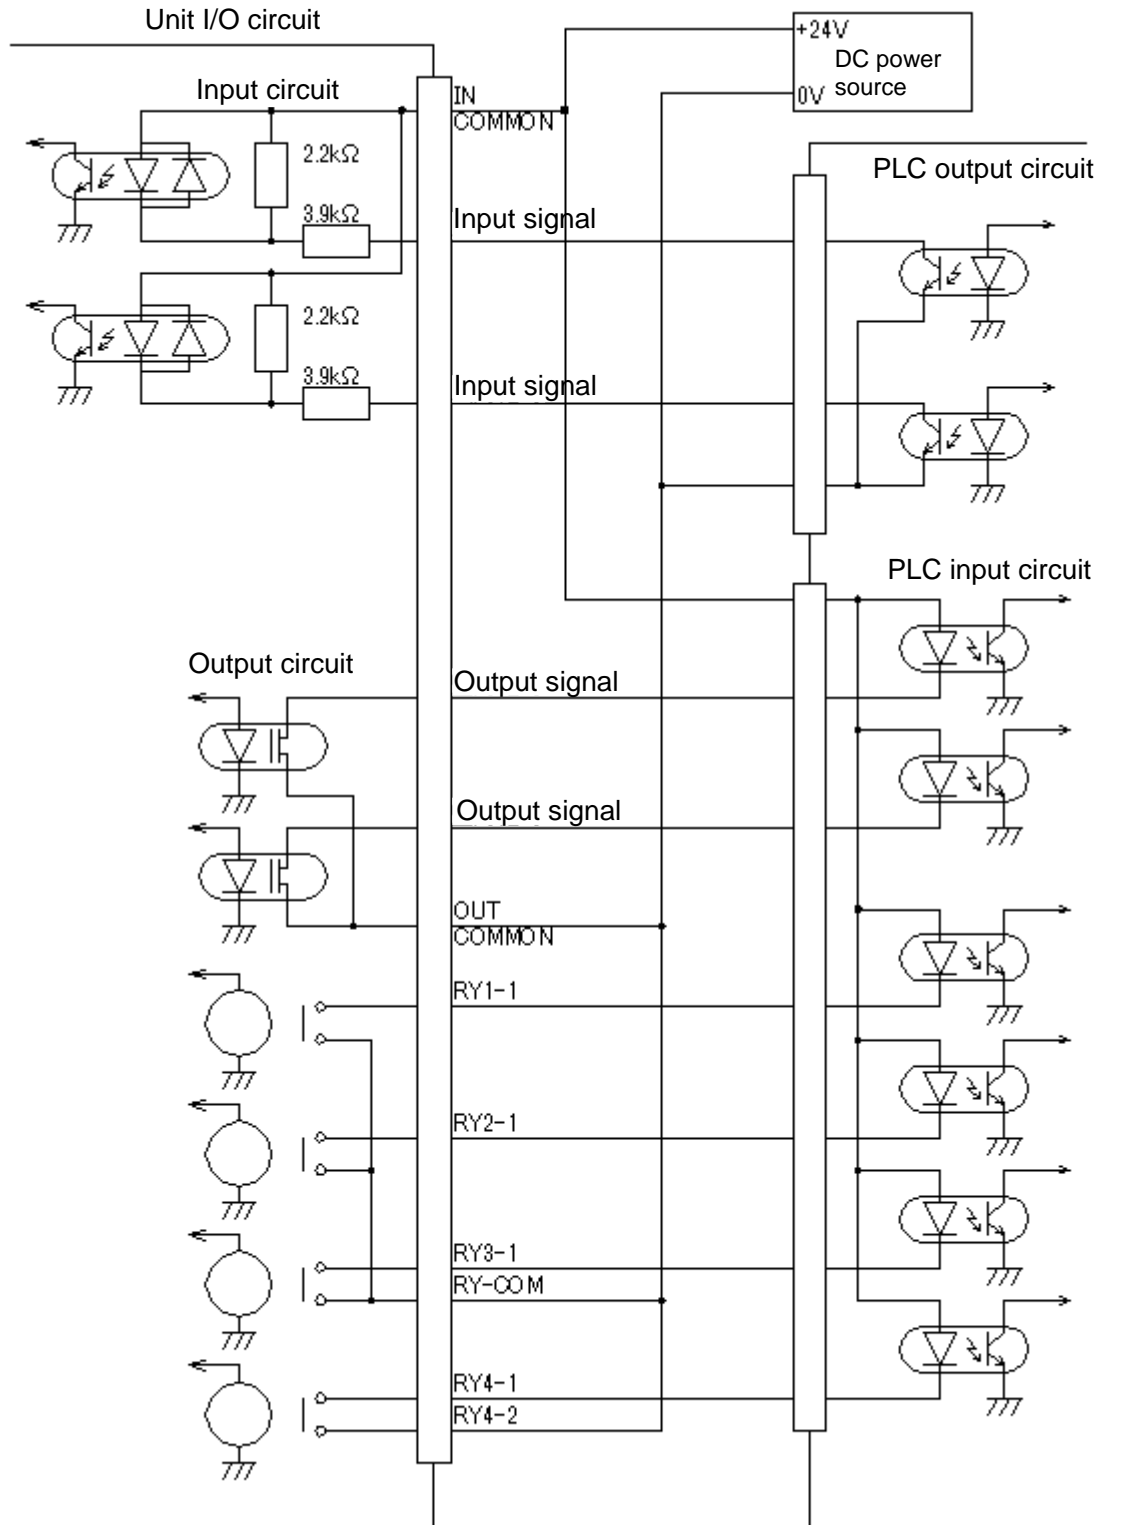 Unit I/O circuit
+24V
DC power
source
0V
Input circuit
IN
COMMON
2.2kΩ
PLC output circuit
3.9kΩ
Input signal
2.2kΩ
3.9kΩ
Input signal
PLC input circuit
Output circuit
Output signal
Output signal
OUT
COMMON
RY1-1
RY2-1
RY3-1
RY-COM
RY4-1
RY4-2